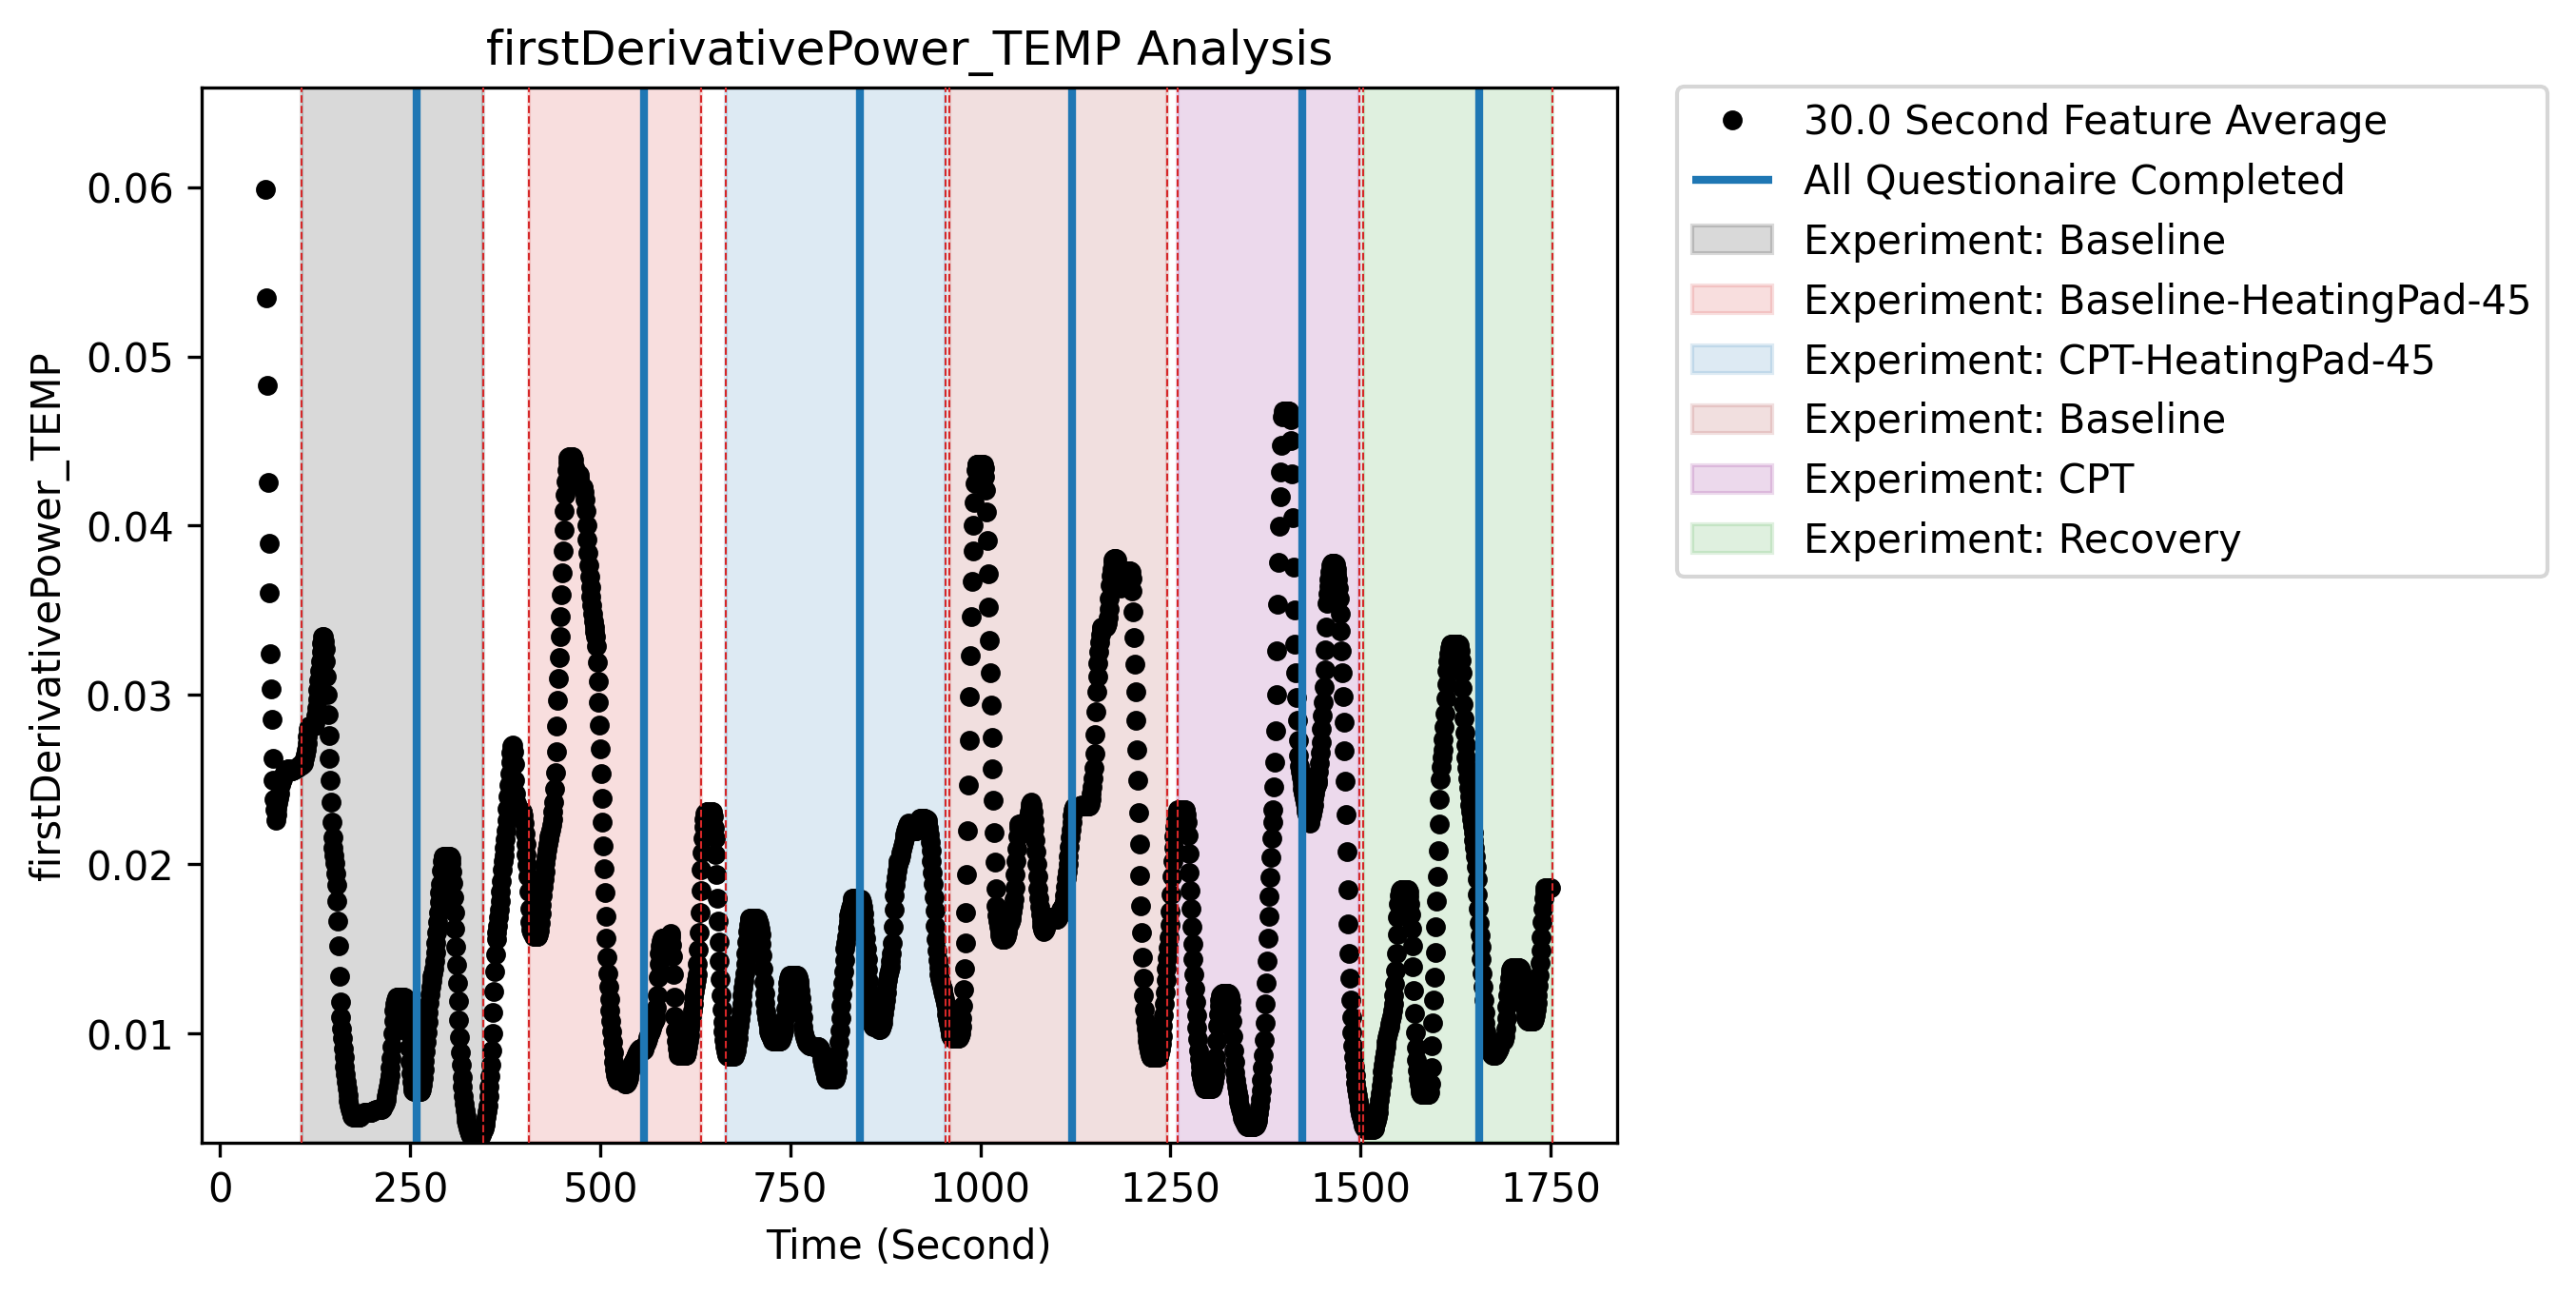 firstDerivativePower_TEMP Analysis
firstDerivativePower_TEMP
0.06
0.05
0.04
0.03
0.02
0.01
0 250 500 750 1000 1250 1500 1750
Time (Second)
30.0 Second Feature Average
All Questionaire Completed
Experiment: Baseline
Experiment: Baseline-HeatingPad-45
Experiment: CPT-HeatingPad-45
Experiment: Baseline
Experiment: CPT
Experiment: Recovery